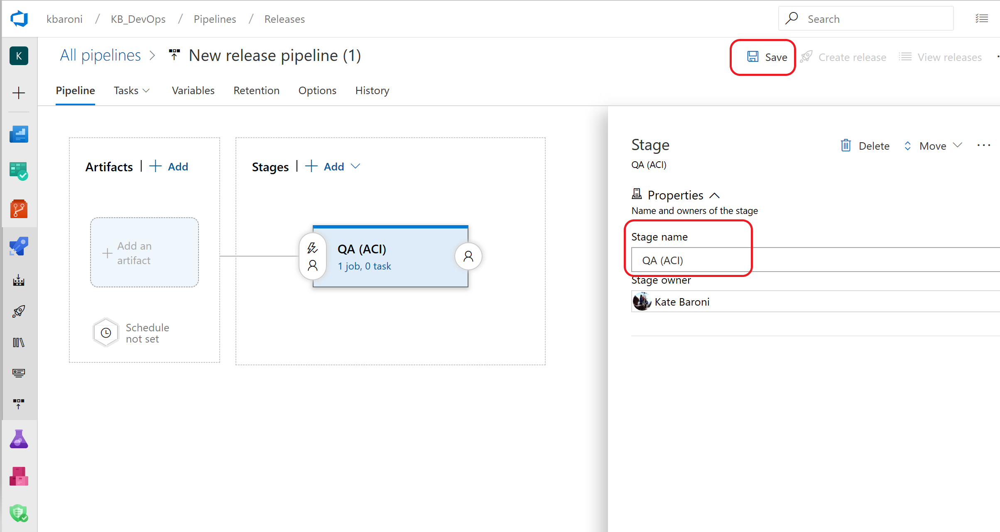 kbaroni / KB_DevOps / Pipelines / Releases
Search
K
All pipelines > New release pipeline (1)
Save
Create release
View releases
Pipeline Tasks Variables Retention Options History
Artifacts | + Add
Stages | + Add
Add an
artifact
QA (ACI)
1 job, 0 task
Schedule
not set
Stage
Delete
Move
...
QA (ACI)
Properties
Name and owners of the stage
Stage name
QA (ACI)
Stage owner
Kate Baroni